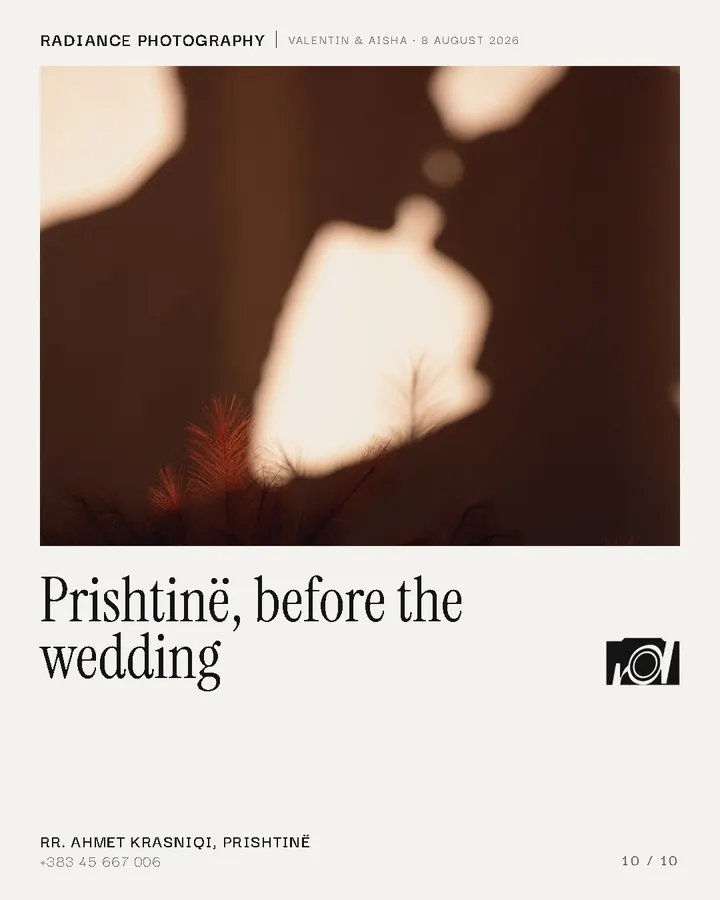 RADIANCE PHOTOGRAPHY | VALENTIN & AISHA · 8 AUGUST 2026
Prishtinë, before the
wedding
RR. AHMET KRASNIQI, PRISHTINË
+383 45 667 006
10 / 10